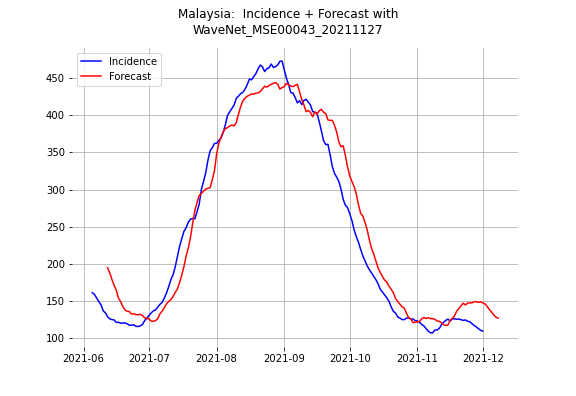 Malaysia:  Incidence + Forecast with
WaveNet_MSE00043_20211127
Incidence
Forecast
450
400
350
300
250
200
150
100
2021-06 2021-07 2021-08 2021-09 2021-10 2021-11 2021-12